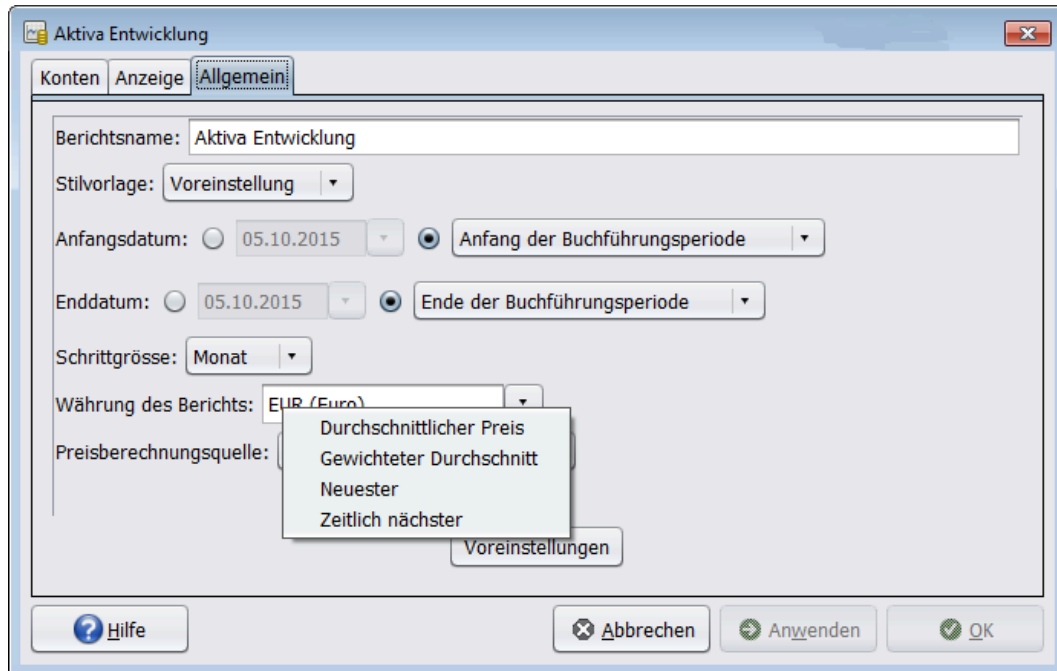 Aktiva Entwicklung
Konten Anzeige Allgemein
Berichtsname: Aktiva Entwicklung
Stilvorlage: Voreinstellung
Anfangsdatum: 05.10.2015 Anfang der Buchführungsperiode
Enddatum: 05.10.2015 Ende der Buchführungsperiode
Schrittgrösse: Monat
Währung des Berichts: EUR (Euro)
Preisberechnungsquelle:
Durchschnittlicher Preis
Gewichteter Durchschnitt
Neuester
Zeitlich nächster
Voreinstellungen
Hilfe Abbrechen Anwenden OK